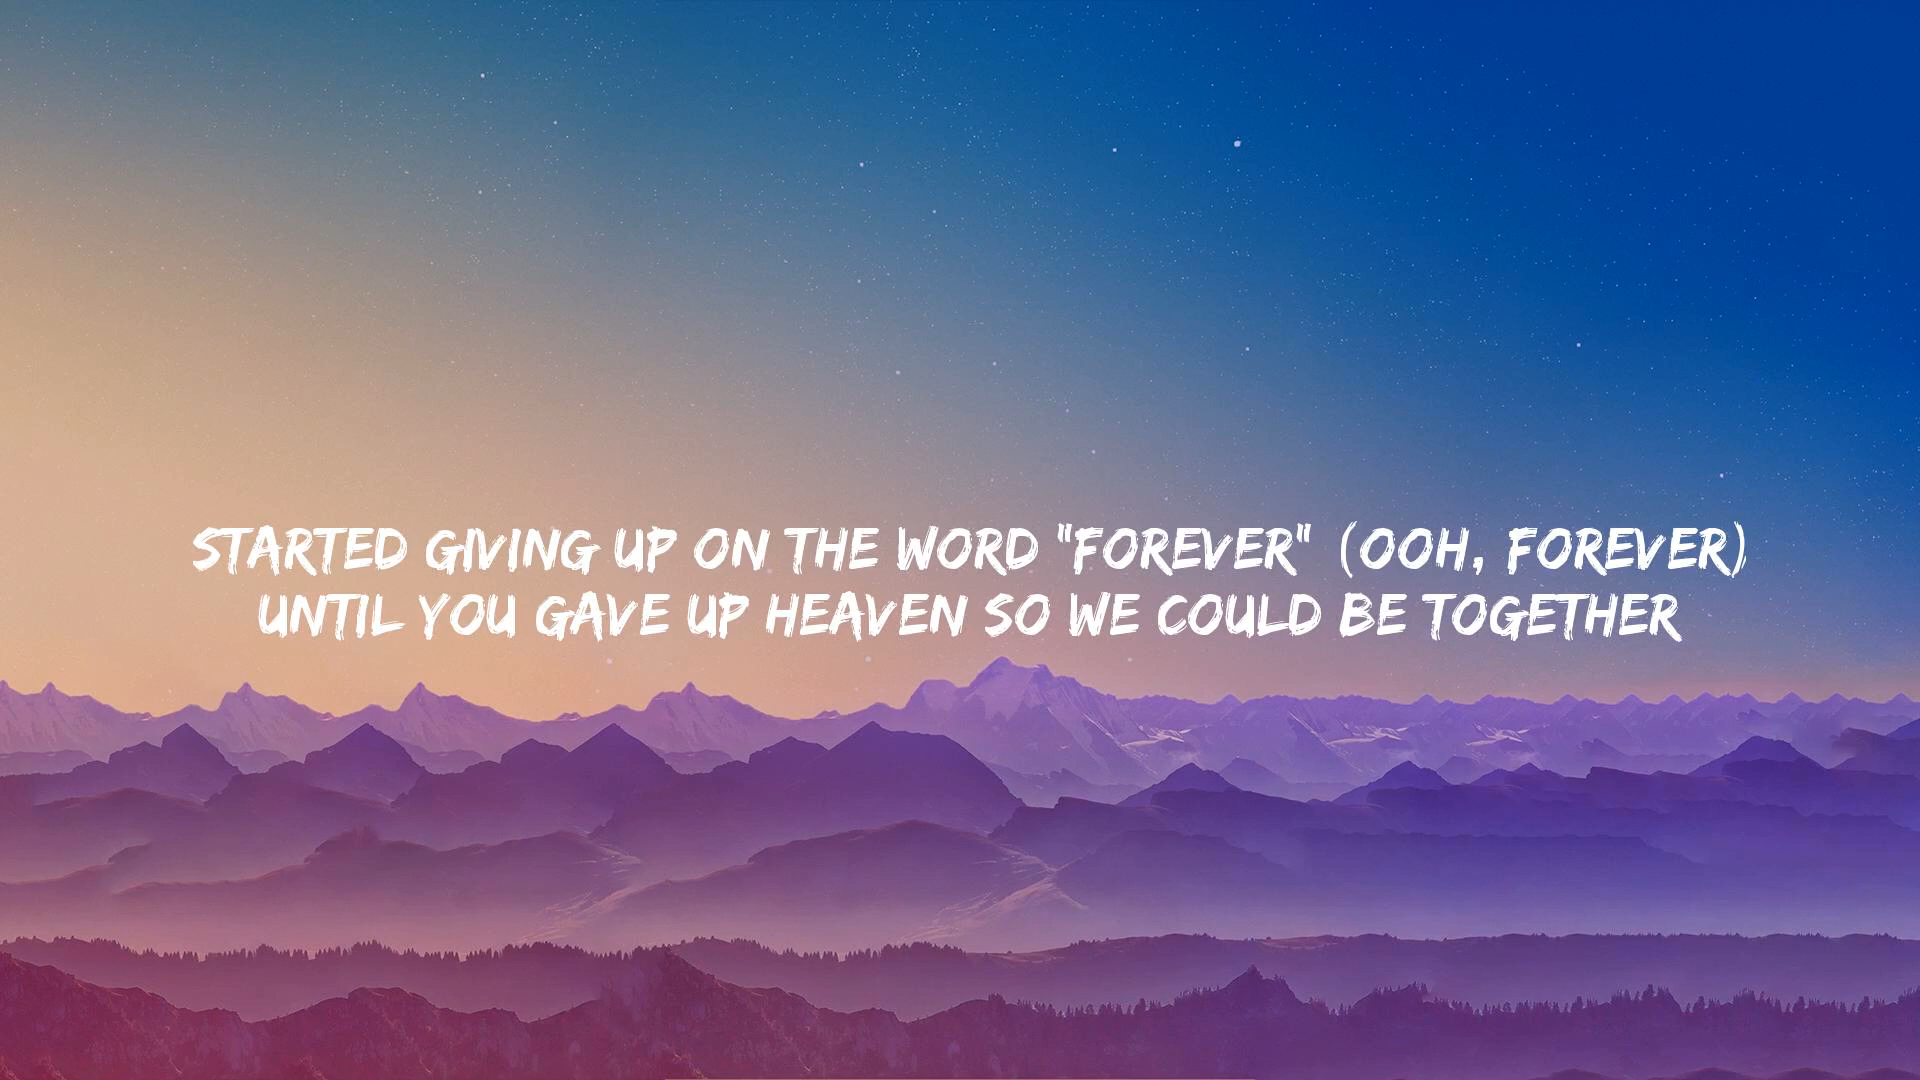 STARTED GIVING UP ON THE WORD "FOREVER" (OOH, FOREVER)
UNTIL YOU GAVE UP HEAVEN SO WE COULD BE TOGETHER